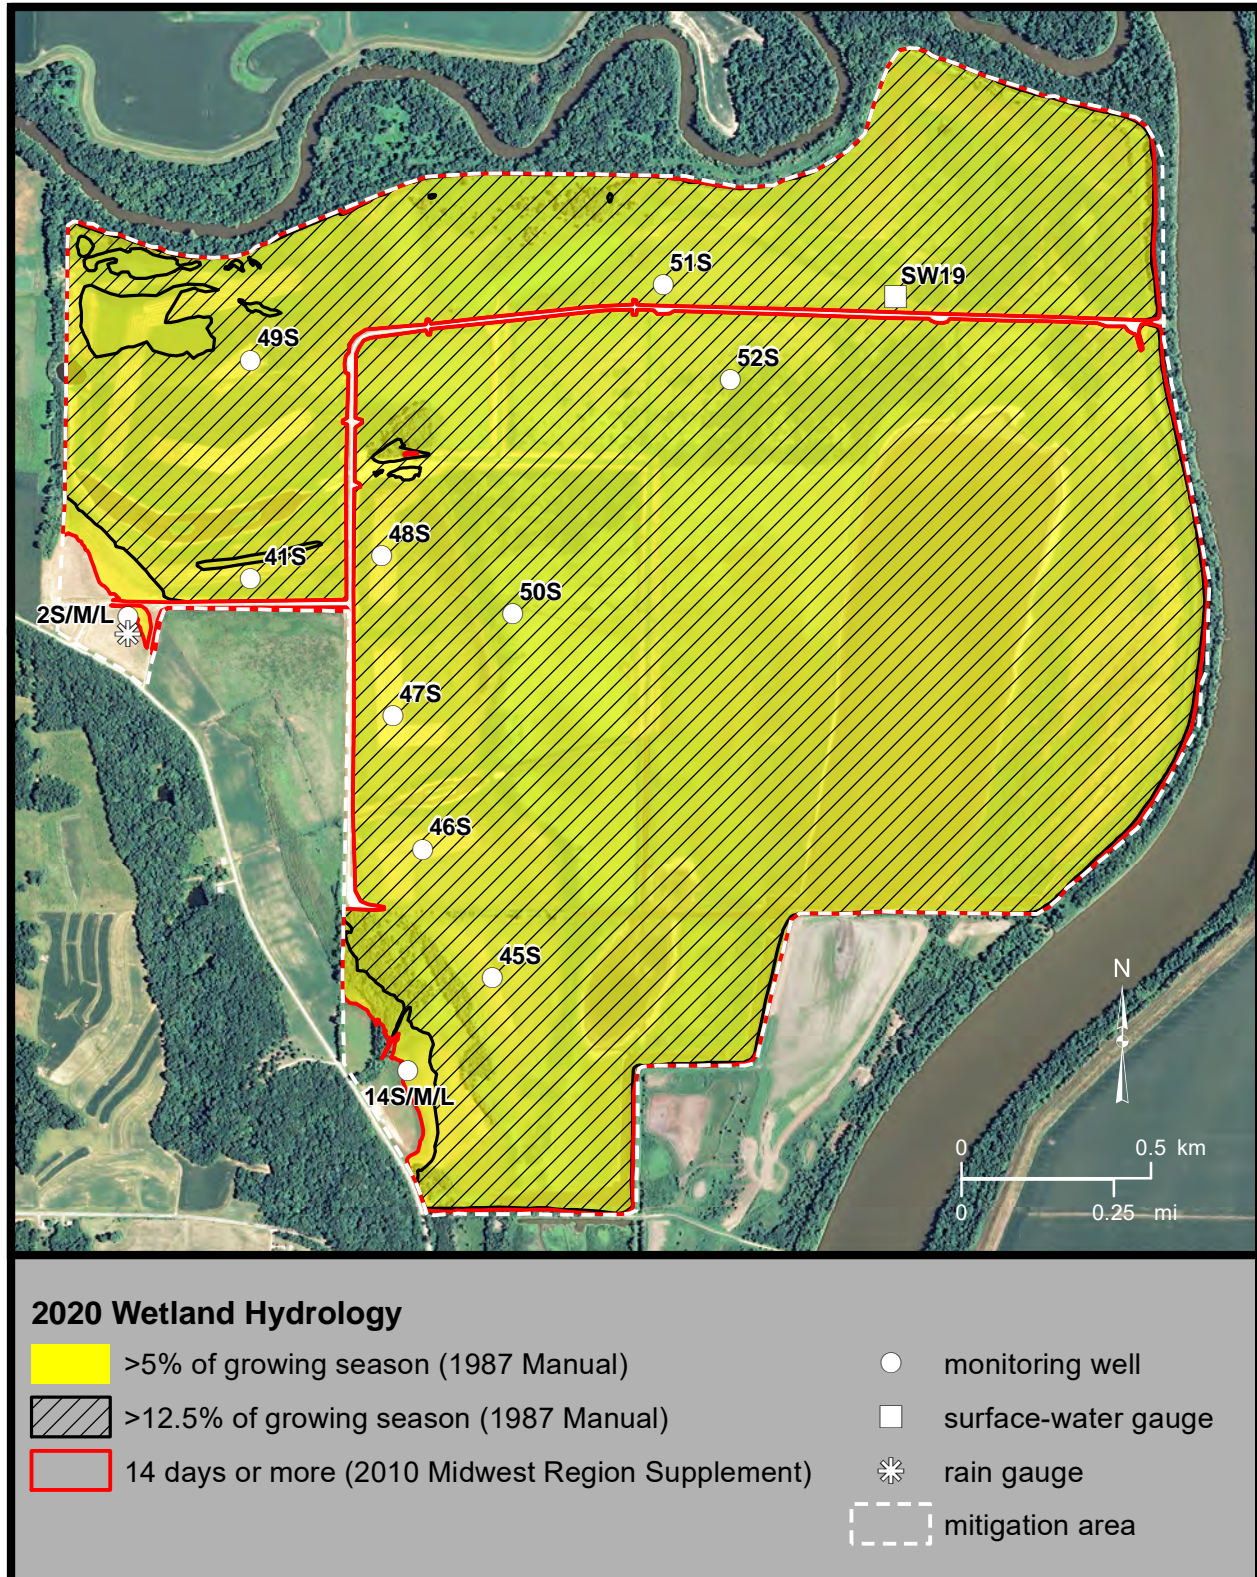 51S
SW19
49S
52S
48S
41S
50S
2S/M/L
47S
46S
45S
N
14S/M/L
0 0.5 km
0 0.25 mi
2020 Wetland Hydrology
>5% of growing season (1987 Manual)
>12.5% of growing season (1987 Manual)
14 days or more (2010 Midwest Region Supplement)
monitoring well
surface-water gauge
rain gauge
mitigation area